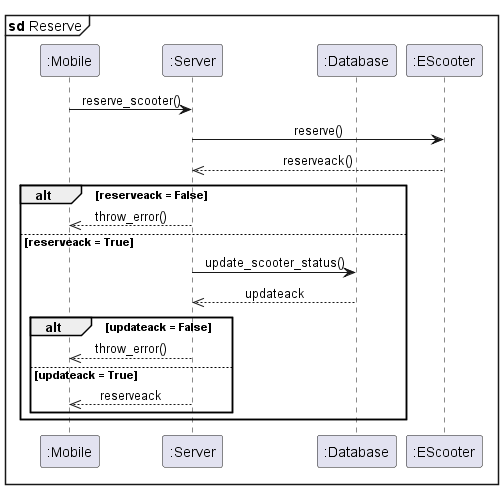 sd Reserve
:Mobile :Server :Database :EScooter
reserve_scooter()
reserve()
reserveack()
alt [reserveack = False]
throw_error()
[reserveack = True]
update_scooter_status()
updateack
alt [updateack = False]
throw_error()
[updateack = True]
reserveack
:Mobile :Server :Database :EScooter